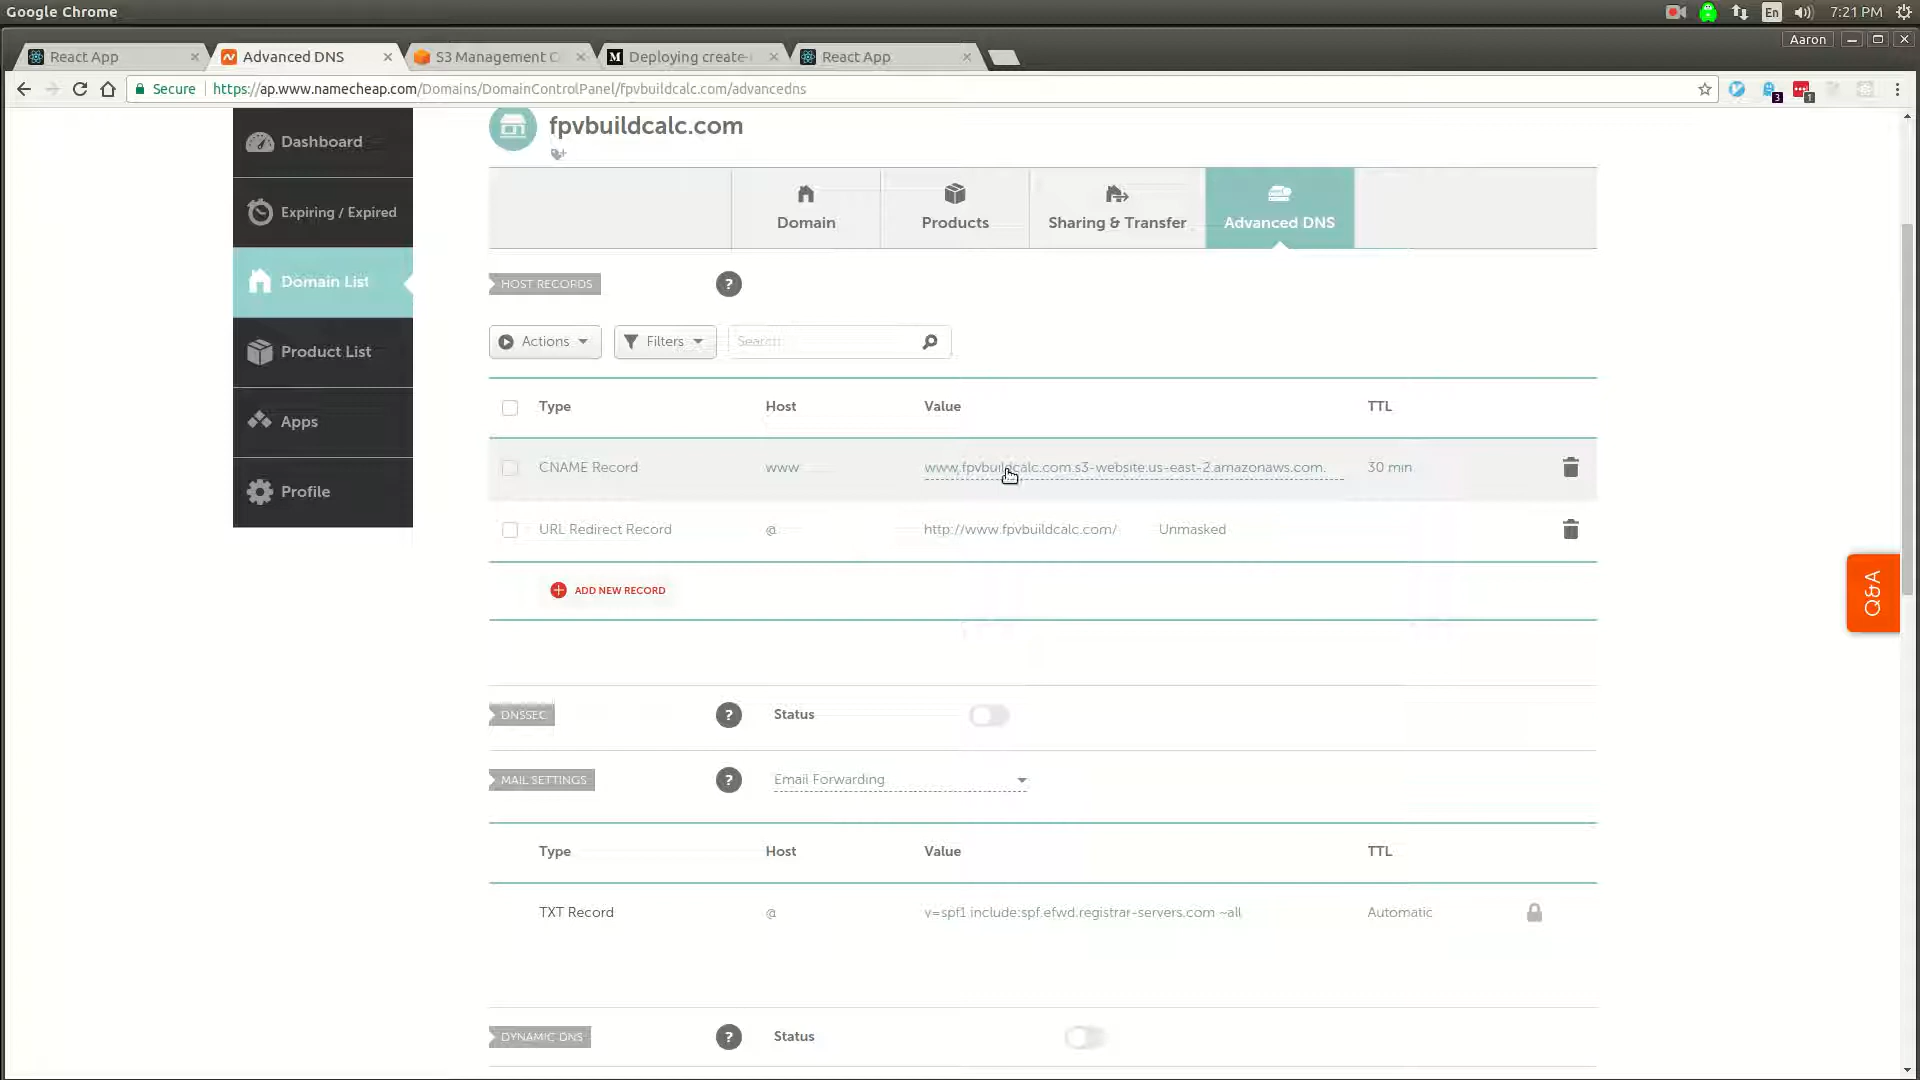 Google Chrome
En
7:21 PM
React App
Advanced DNS
S3 Management C
Deploying create-
React App
Aaron
Secure
https://ap.www.namecheap.com/Domains/DomainControlPanel/fpvbuildcalc.com/advancedns
3
1
Dashboard
Expiring / Expired
Domain List
Product List
Apps
Profile
fpvbuildcalc.com
Domain
Products
Sharing & Transfer
Advanced DNS
HOST RECORDS
?
Actions
Filters
Search
Type
Host
Value
TTL
CNAME Record
www
www.fpvbuildcalc.com.s3-website.us-east-2.amazonaws.com.
30 min
URL Redirect Record
@
http://www.fpvbuildcalc.com/
Unmasked
ADD NEW RECORD
DNSSEC
?
Status
MAIL SETTINGS
?
Email Forwarding
Type
Host
Value
TTL
TXT Record
@
v=spf1 include:spf.efwd.registrar-servers.com ~all
Automatic
DYNAMIC DNS
?
Status
Q&A